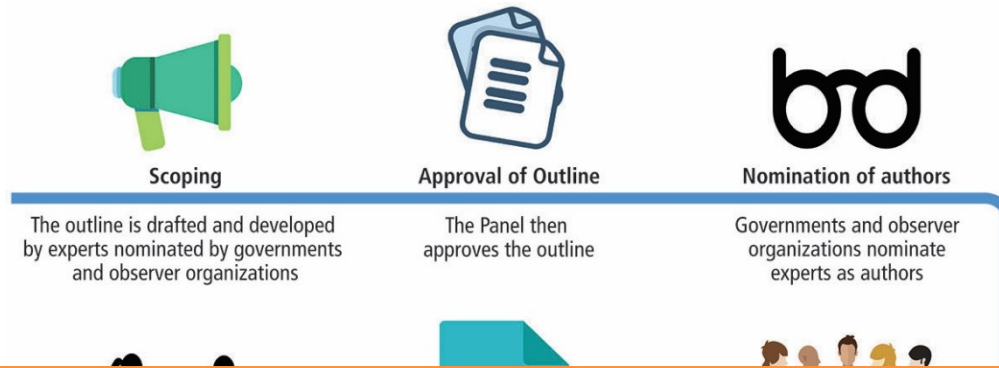 Scoping
The outline is drafted and developed
by experts nominated by governments
and observer organizations
Approval of Outline
The Panel then
approves the outline
Nomination of authors
Governments and observer
organizations nominate
experts as authors